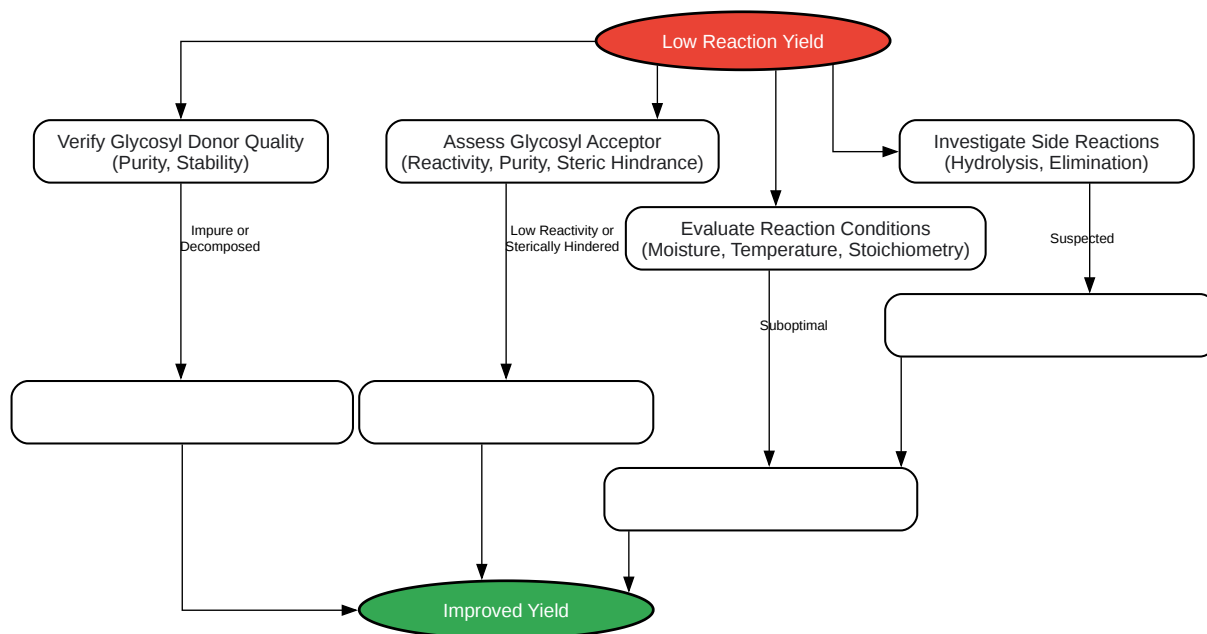 Low Reaction Yield
Verify Glycosyl Donor Quality
(Purity, Stability)
Assess Glycosyl Acceptor
(Reactivity, Purity, Steric Hindrance)
Investigate Side Reactions
(Hydrolysis, Elimination)
Evaluate Reaction Conditions
(Moisture, Temperature, Stoichiometry)
Impure or
Decomposed
Low Reactivity or
Sterically Hindered
Suspected
Suboptimal
Improved Yield